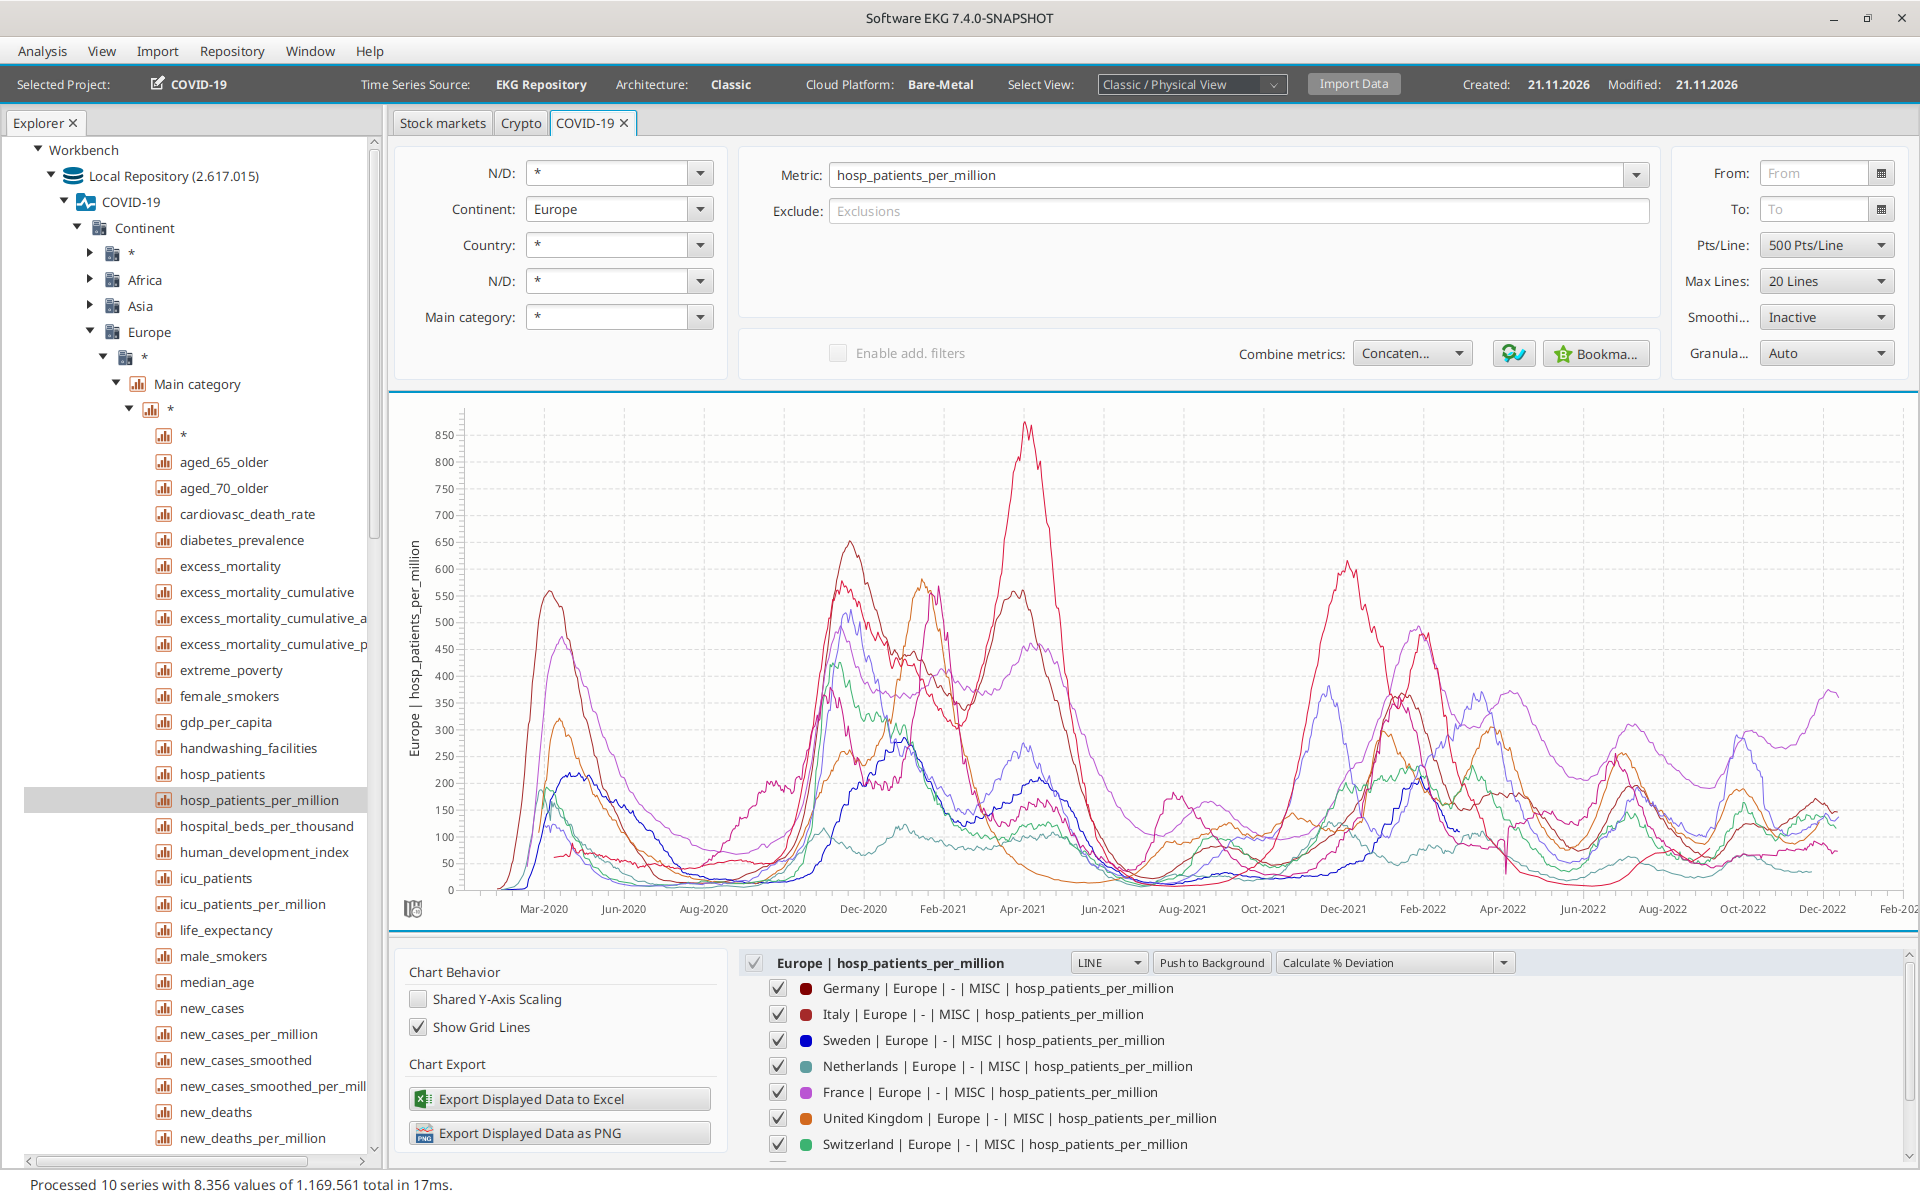 Software EKG 7.4.0-SNAPSHOT
Analysis View Import Repository Window Help
Selected Project: COVID-19 Time Series Source: EKG Repository Architecture: Classic Cloud Platform: Bare-Metal Select View: Classic / Physical View Import Data Created: 21.11.2026 Modified: 21.11.2026
Explorer
Workbench
Local Repository (2.617.015)
COVID-19
Continent
*
Africa
Asia
Europe
*
Main category
*
*
aged_65_older
aged_70_older
cardiovasc_death_rate
diabetes_prevalence
excess_mortality
excess_mortality_cumulative
excess_mortality_cumulative_a
excess_mortality_cumulative_p
extreme_poverty
female_smokers
gdp_per_capita
handwashing_facilities
hosp_patients
hosp_patients_per_million
hospital_beds_per_thousand
human_development_index
icu_patients
icu_patients_per_million
life_expectancy
male_smokers
median_age
new_cases
new_cases_per_million
new_cases_smoothed
new_cases_smoothed_per_mill
new_deaths
new_deaths_per_million
Stock markets Crypto COVID-19
N/D: *
Continent: Europe
Country: *
N/D: *
Main category: *
Metric: hosp_patients_per_million
Exclude: Exclusions
Enable add. filters
Combine metrics: Concaten... Bookma...
From: From
To: To
Pts/Line: 500 Pts/Line
Max Lines: 20 Lines
Smoothi... Inactive
Granula... Auto
Europe | hosp_patients_per_million
850
800
750
700
650
600
550
500
450
400
350
300
250
200
150
100
50
0
Mar-2020 Jun-2020 Aug-2020 Oct-2020 Dec-2020 Feb-2021 Apr-2021 Jun-2021 Aug-2021 Oct-2021 Dec-2021 Feb-2022 Apr-2022 Jun-2022 Aug-2022 Oct-2022 Dec-2022 Feb-202
Chart Behavior
Shared Y-Axis Scaling
Show Grid Lines
Chart Export
Export Displayed Data to Excel
PNG Export Displayed Data as PNG
Europe | hosp_patients_per_million LINE Push to Background Calculate % Deviation
Germany | Europe | - | MISC | hosp_patients_per_million
Italy | Europe | - | MISC | hosp_patients_per_million
Sweden | Europe | - | MISC | hosp_patients_per_million
Netherlands | Europe | - | MISC | hosp_patients_per_million
France | Europe | - | MISC | hosp_patients_per_million
United Kingdom | Europe | - | MISC | hosp_patients_per_million
Switzerland | Europe | - | MISC | hosp_patients_per_million
Processed 10 series with 8.356 values of 1.169.561 total in 17ms.